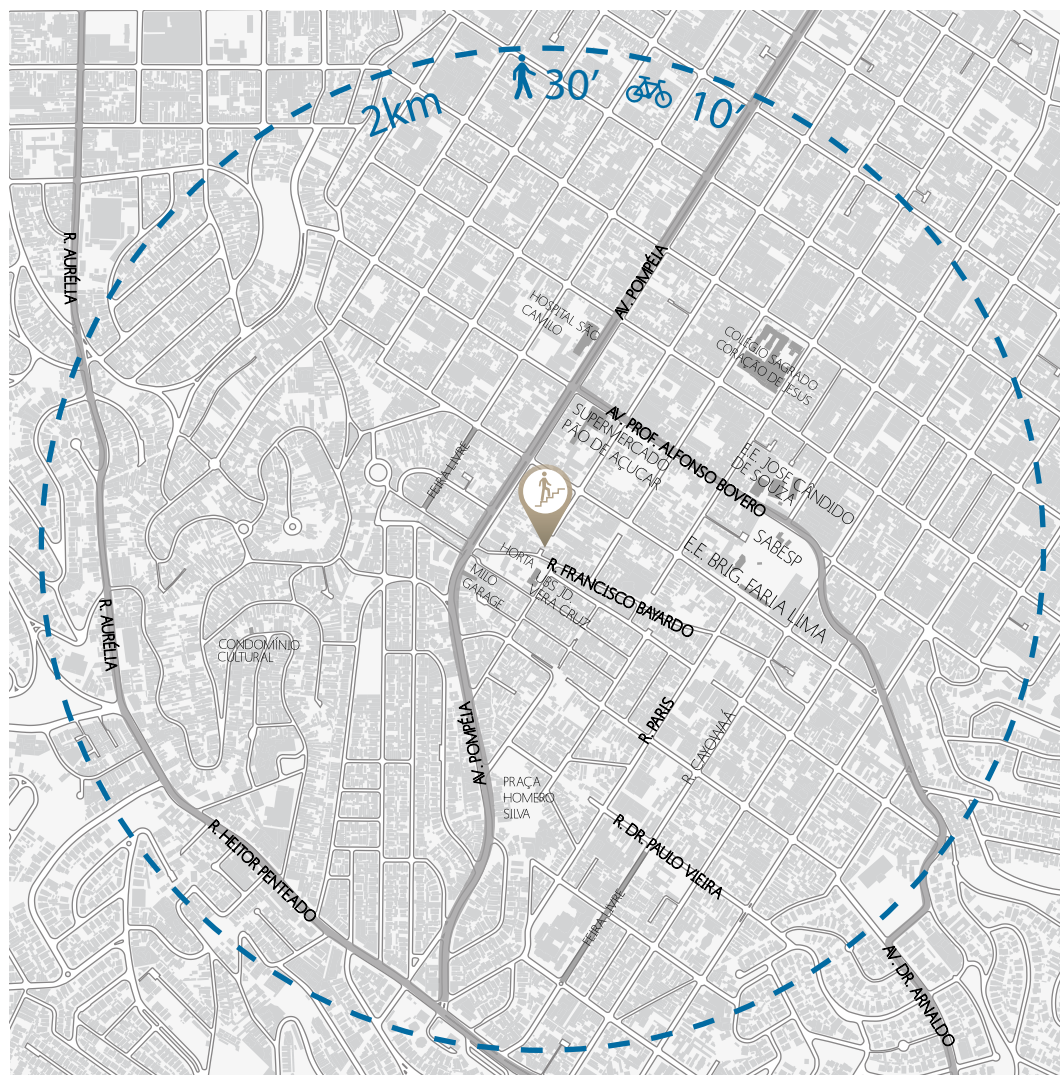 2km
30’
10’
R. AURÉLIA
AV. POMPÉIA
HOSPITAL SÃO
CAMILO
COLÉGIO SAGRADO
CORAÇÃO DE JESUS
AV. PROF. ALFONSO BOVERO
SUPERMERCADO
PÃO DE AÇUCAR
FEIRA LIVRE
E.E. JOSE CÂNDIDO
DE SOUZA
SABESP
E.E. BRIG. FARIA LIMA
HORTA
R. FRANCISCO BAYARDO
UBS JD.
VERA CRUZ
MILO
GARAGE
R. AURÉLIA
CONDOMÍNIO
CULTURAL
AV. POMPÉIA
R. PARIS
R. CAYOWAÁ
PRAÇA
HOMERO
SILVA
R. DR. PAULO VIEIRA
R. HEITOR PENTEADO
FEIRA LIVRE
AV. DR. ARNALDO